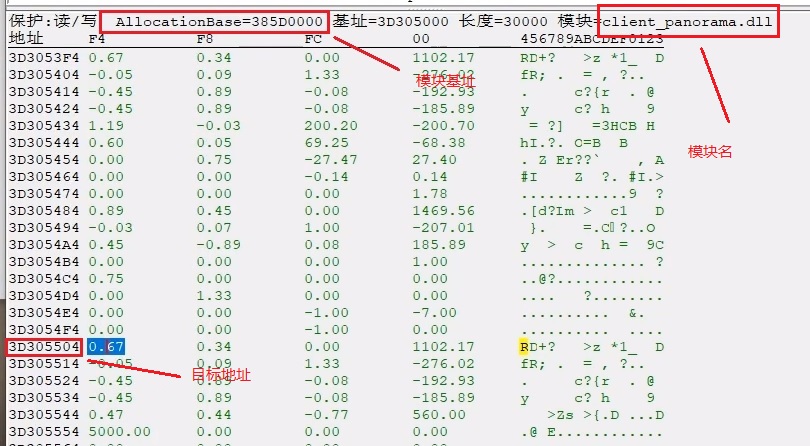 保护:读/写 AllocationBase=385D0000 基址=3D305000 长度=30000 模块=client_panorama.dll
地址 F4 F8 FC 00 456789ABCDEF0123
3D3053F4 0.67 0.34 0.00 1102.17 RD+? >z *1_ D
3D305404 -0.05 0.09 1.33 -276.02 fR; . = , ?..
模块基址
3D305414 -0.45 0.89 -0.08 -192.93 . c?{r . @
3D305424 -0.45 0.89 -0.08 -185.89 y c? h 9
3D305434 1.19 -0.03 200.20 -200.70 = ?] =3HCB H
3D305444 0.60 0.05 69.25 -68.38 hI.?. C=B B
模块名
3D305454 0.00 0.75 -27.47 27.40 . Z Er??` , A
3D305464 0.00 0.00 -0.14 0.14 #I Z ?. #I.>
3D305474 0.00 0.00 0.00 1.78 ............9 ?
3D305484 0.89 0.45 0.00 1469.56 .[d?Im > c1 D
3D305494 -0.03 0.07 1.00 -207.01 }. =.C ?..O
3D3054A4 0.45 -0.89 0.08 185.89 y > c h = 9C
3D3054B4 0.00 0.00 1.00 0.00 .......... ?....
3D3054C4 0.75 0.00 0.00 0.00 ..@?............
3D3054D4 0.00 1.33 0.00 0.00 .... ?........
3D3054E4 0.00 0.00 -1.00 -7.00 .......... &.
3D3054F4 0.00 0.00 -1.00 0.00 .......... ....
3D305504 0.67 0.34 0.00 1102.17 RD+? >z *1_ D
3D305514 -0.05 0.09 1.33 -276.02 fR; . = , ?..
目标地址
3D305524 -0.45 0.89 -0.08 -192.93 . c?{r . @
3D305534 -0.45 0.89 -0.08 -185.89 y c? h 9
3D305544 0.47 0.44 -0.77 560.00 >Zs >{.D ...D
3D305554 5000.00 0.00 0.00 0.00 .@ E............